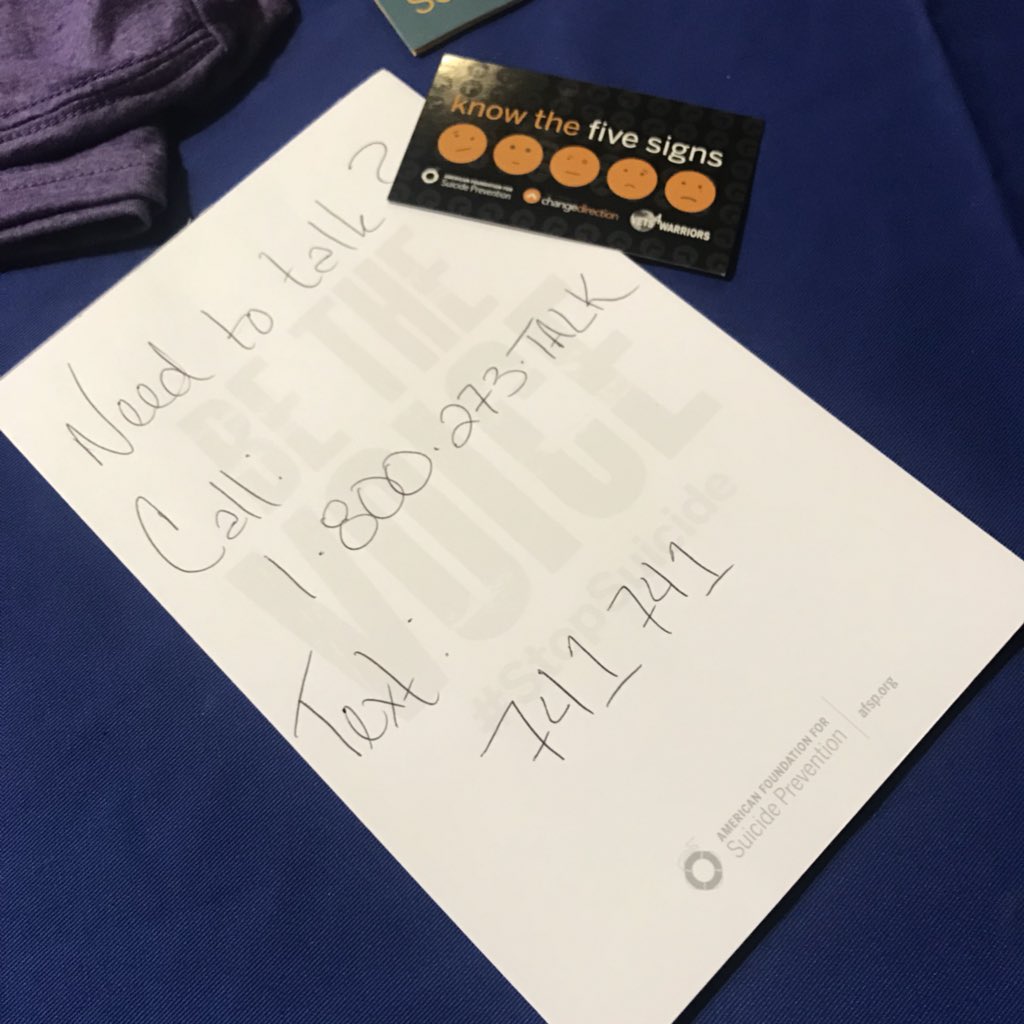 know the five signs
AMERICAN FOUNDATION FOR
Suicide Prevention
changedirection
WARRIORS
Need to talk?
Call:
1.800.273.TALK
Text:
741 741
BE THE
VOICE
#StopSuicide
AMERICAN FOUNDATION FOR
Suicide Prevention
afsp.org